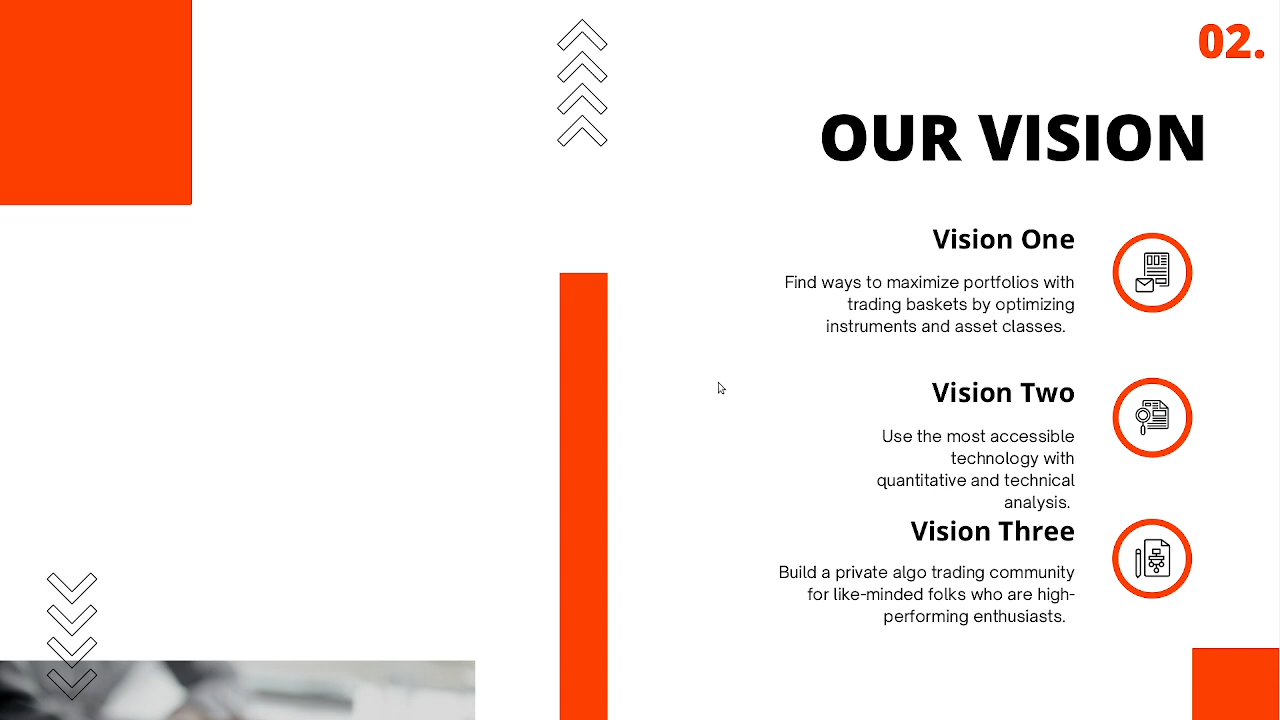 02.
OUR VISION
Vision One
Find ways to maximize portfolios with
trading baskets by optimizing
instruments and asset classes.
Vision Two
Use the most accessible
technology with
quantitative and technical
analysis.
Vision Three
Build a private algo trading community
for like-minded folks who are high-
performing enthusiasts.